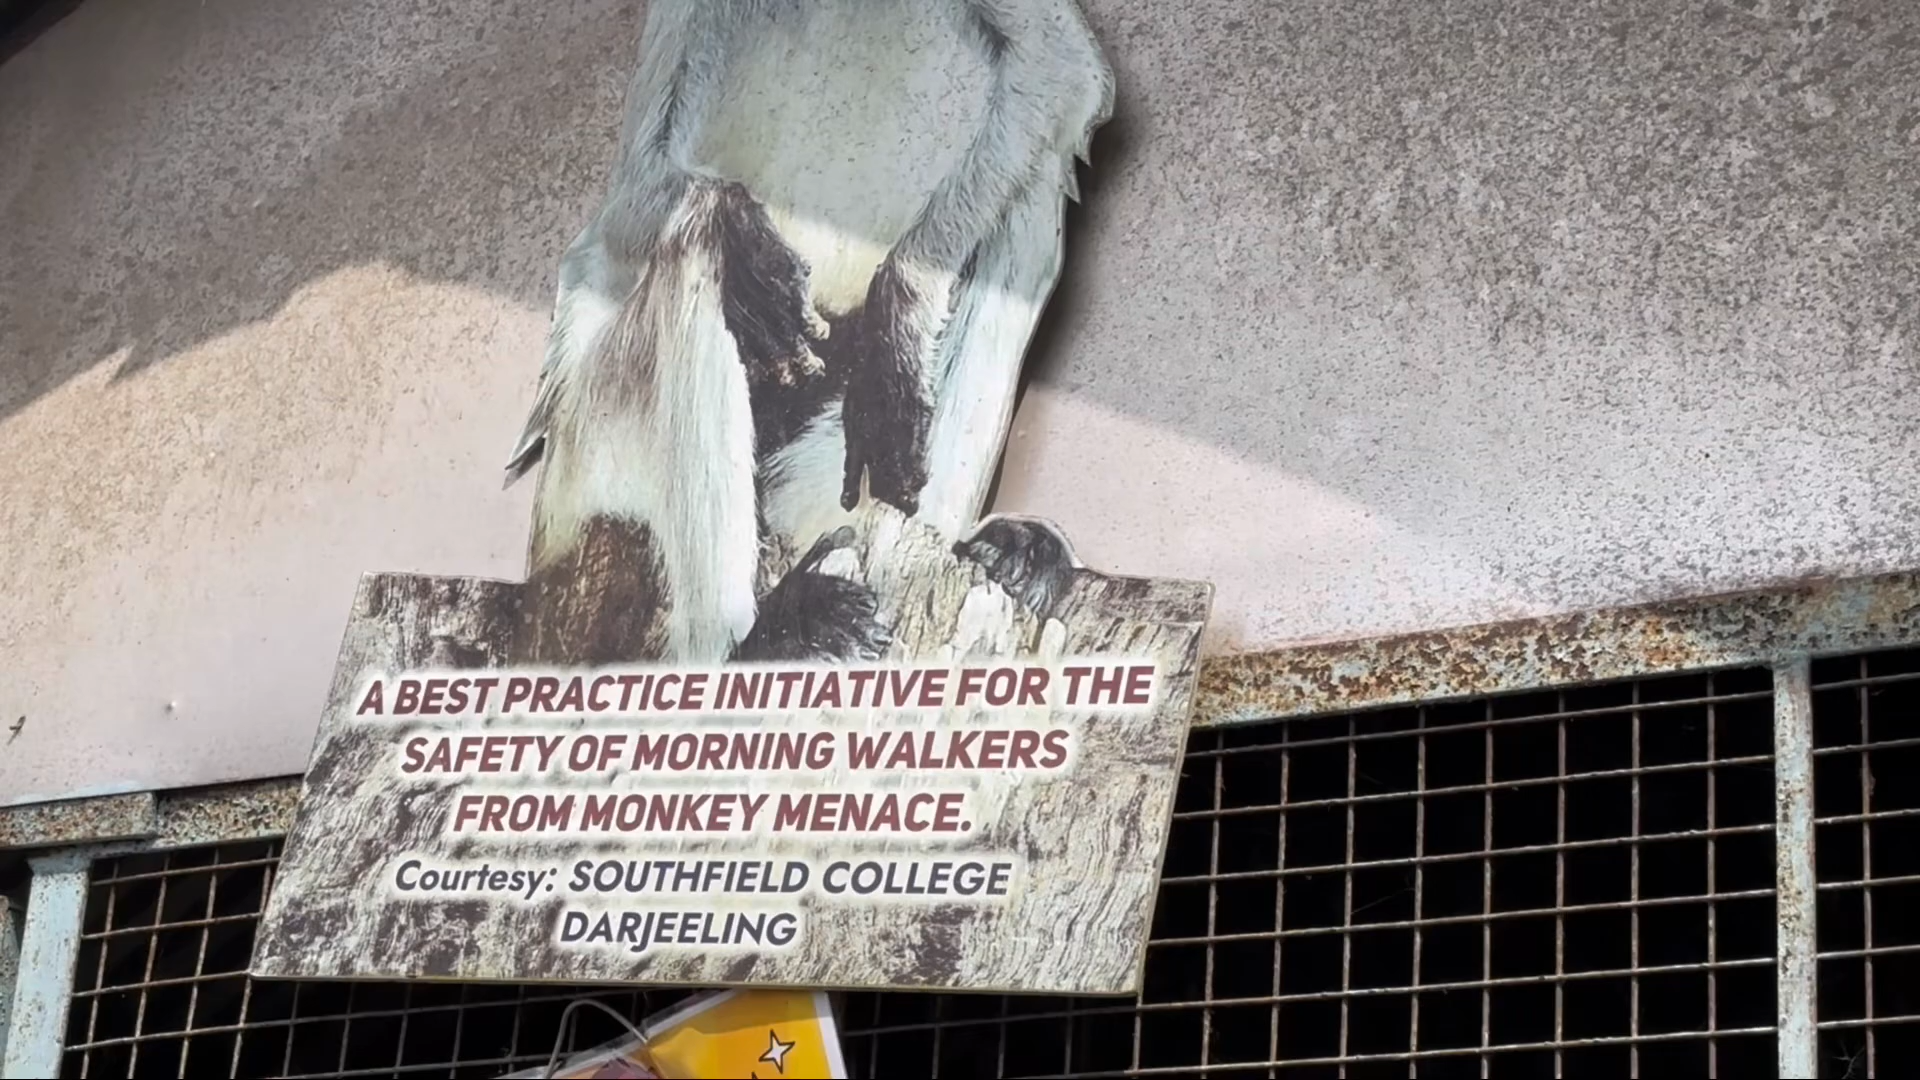 A BEST PRACTICE INITIATIVE FOR THE
SAFETY OF MORNING WALKERS
FROM MONKEY MENACE.
Courtesy: SOUTHFIELD COLLEGE
DARJEELING